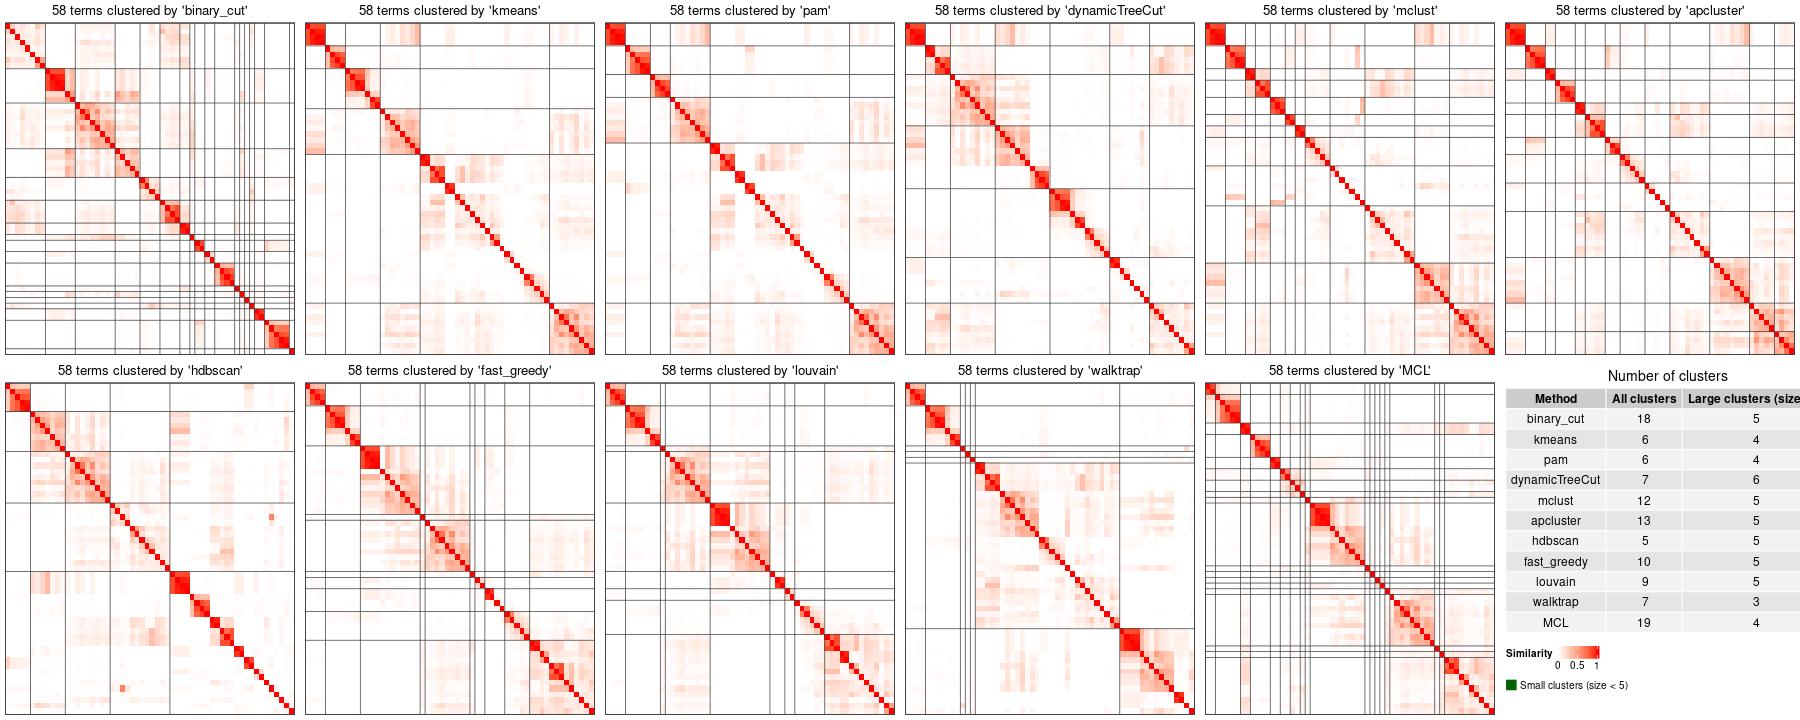 58 terms clustered by 'binary_cut'
58 terms clustered by 'kmeans'
58 terms clustered by 'pam'
58 terms clustered by 'dynamicTreeCut'
58 terms clustered by 'mclust'
58 terms clustered by 'apcluster'
58 terms clustered by 'hdbscan'
58 terms clustered by 'fast_greedy'
58 terms clustered by 'louvain'
58 terms clustered by 'walktrap'
58 terms clustered by 'MCL'
Number of clusters
Method All clusters Large clusters (size
binary_cut 18 5
kmeans 6 4
pam 6 4
dynamicTreeCut 7 6
mclust 12 5
apcluster 13 5
hdbscan 5 5
fast_greedy 10 5
louvain 9 5
walktrap 7 3
MCL 19 4
Similarity
0 0.5 1
Small clusters (size < 5)